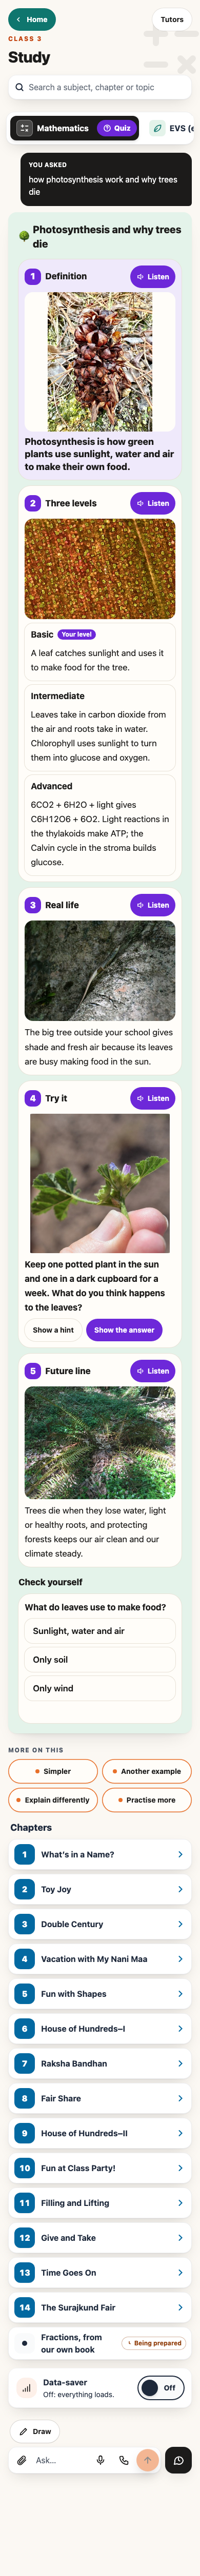 Home
Tutors
CLASS 3
Study
Search a subject, chapter or topic
Mathematics
Quiz
EVS (e
YOU ASKED
how photosynthesis work and why trees
die
Photosynthesis and why trees
die
1 Definition
Listen
Photosynthesis is how green
plants use sunlight, water and air
to make their own food.
2 Three levels
Listen
Basic Your level
A leaf catches sunlight and uses it
to make food for the tree.
Intermediate
Leaves take in carbon dioxide from
the air and roots take in water.
Chlorophyll uses sunlight to turn
them into glucose and oxygen.
Advanced
6CO2 + 6H2O + light gives
C6H12O6 + 6O2. Light reactions in
the thylakoids make ATP; the
Calvin cycle in the stroma builds
glucose.
3 Real life
Listen
The big tree outside your school gives
shade and fresh air because its leaves
are busy making food in the sun.
4 Try it
Listen
Keep one potted plant in the sun
and one in a dark cupboard for a
week. What do you think happens
to the leaves?
Show a hint
Show the answer
5 Future line
Listen
Trees die when they lose water, light
or healthy roots, and protecting
forests keeps our air clean and our
climate steady.
Check yourself
What do leaves use to make food?
Sunlight, water and air
Only soil
Only wind
MORE ON THIS
Simpler
Another example
Explain differently
Practise more
Chapters
1 What's in a Name?
2 Toy Joy
3 Double Century
4 Vacation with My Nani Maa
5 Fun with Shapes
6 House of Hundreds–I
7 Raksha Bandhan
8 Fair Share
9 House of Hundreds–II
10 Fun at Class Party!
11 Filling and Lifting
12 Give and Take
13 Time Goes On
14 The Surajkund Fair
Fractions, from
our own book
Being prepared
Data-saver
Off: everything loads.
Off
Draw
Ask...